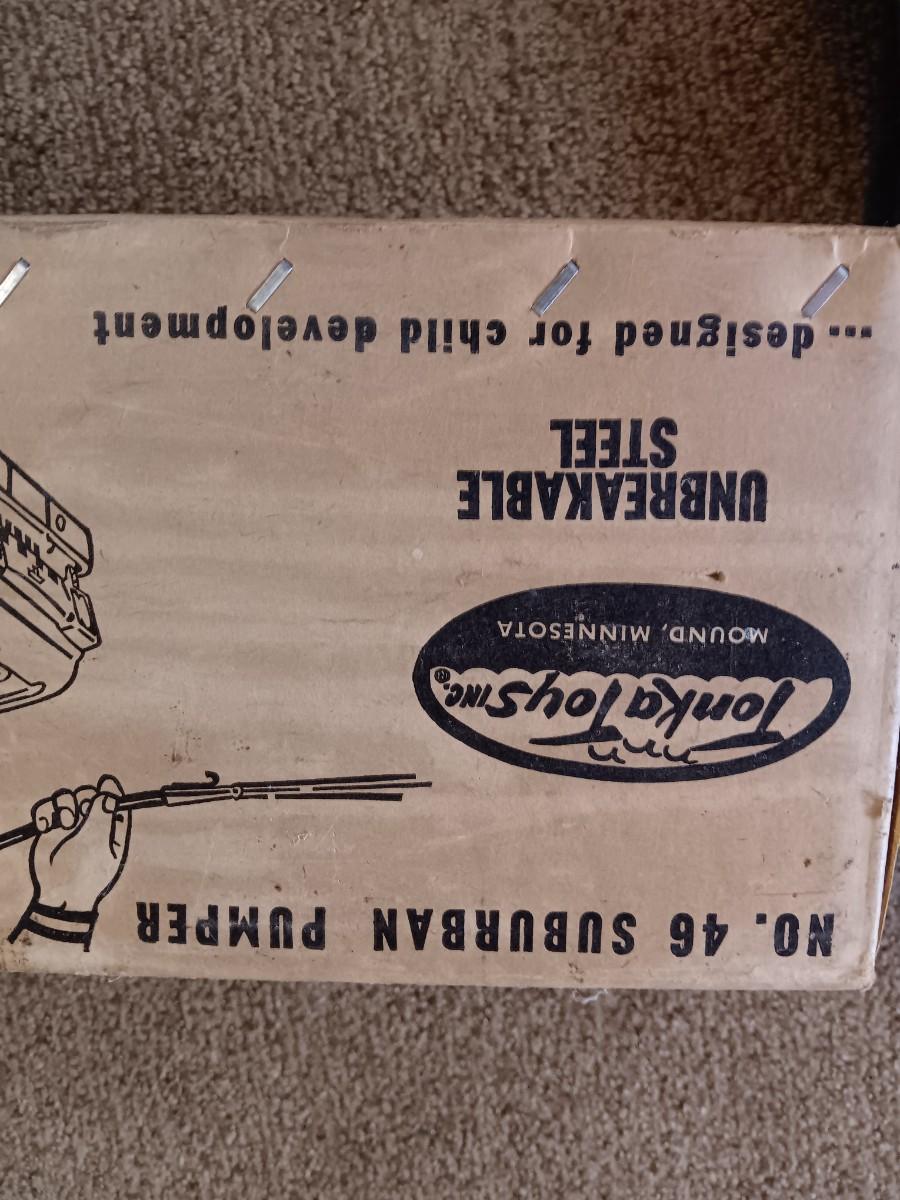 NO. 46 SUBURBAN PUMPER
Tonka Toys INC.®
MOUND, MINNESOTA
UNBREAKABLE
STEEL
... designed for child development